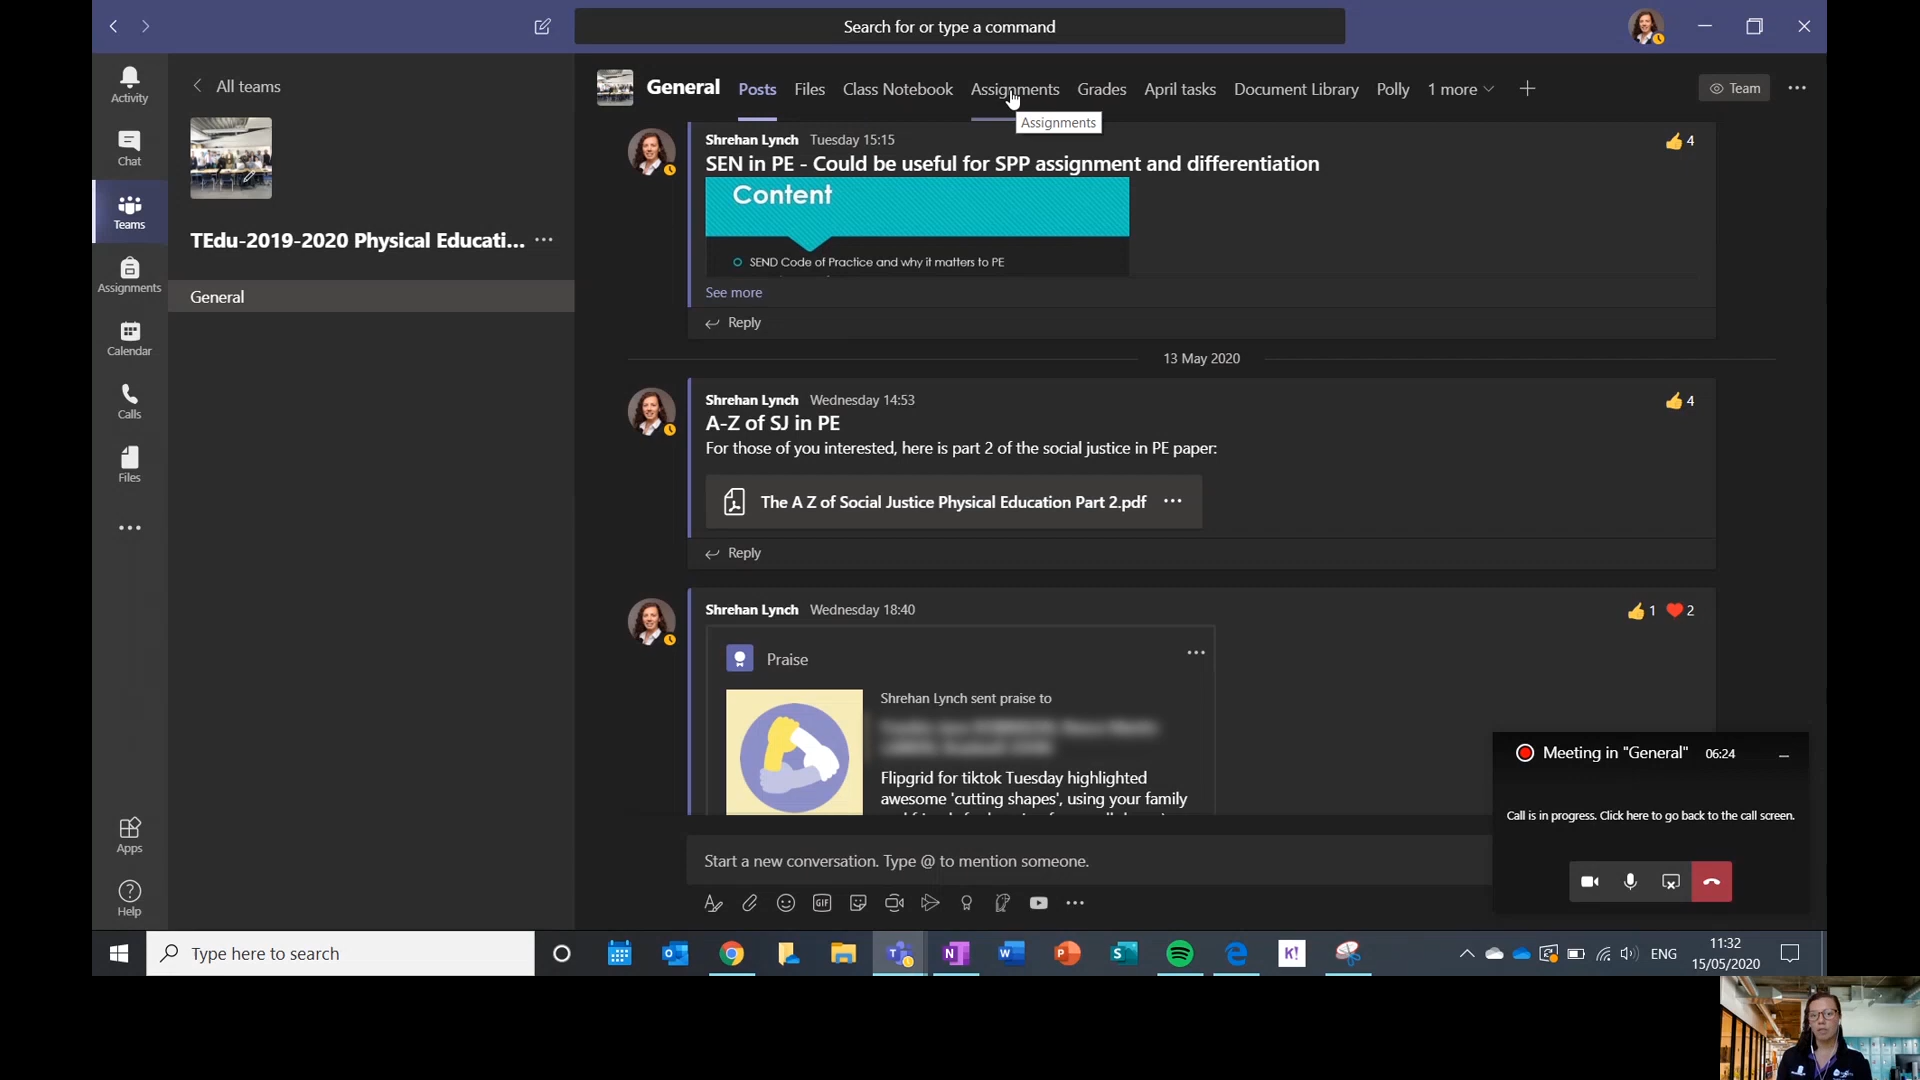 Search for or type a command
Activity
Chat
Teams
Assignments
Calendar
Calls
Files
Apps
Help
All teams
TEdu-2019-2020 Physical Educati...
General
General Posts Files Class Notebook Assignments Grades April tasks Document Library Polly 1 more
Team
Assignments
Shrehan Lynch Tuesday 15:15
4
SEN in PE - Could be useful for SPP assignment and differentiation
Content
SEND Code of Practice and why it matters to PE
See more
Reply
13 May 2020
Shrehan Lynch Wednesday 14:53
4
A-Z of SJ in PE
For those of you interested, here is part 2 of the social justice in PE paper:
The A Z of Social Justice Physical Education Part 2.pdf
Reply
Shrehan Lynch Wednesday 18:40
1 2
Praise
Shrehan Lynch sent praise to
Flipgrid for tiktok Tuesday highlighted
awesome 'cutting shapes', using your family
Start a new conversation. Type @ to mention someone.
GIF
Meeting in "General" 06:24
Call is in progress. Click here to go back to the call screen.
Type here to search
K!
ENG
11:32
15/05/2020